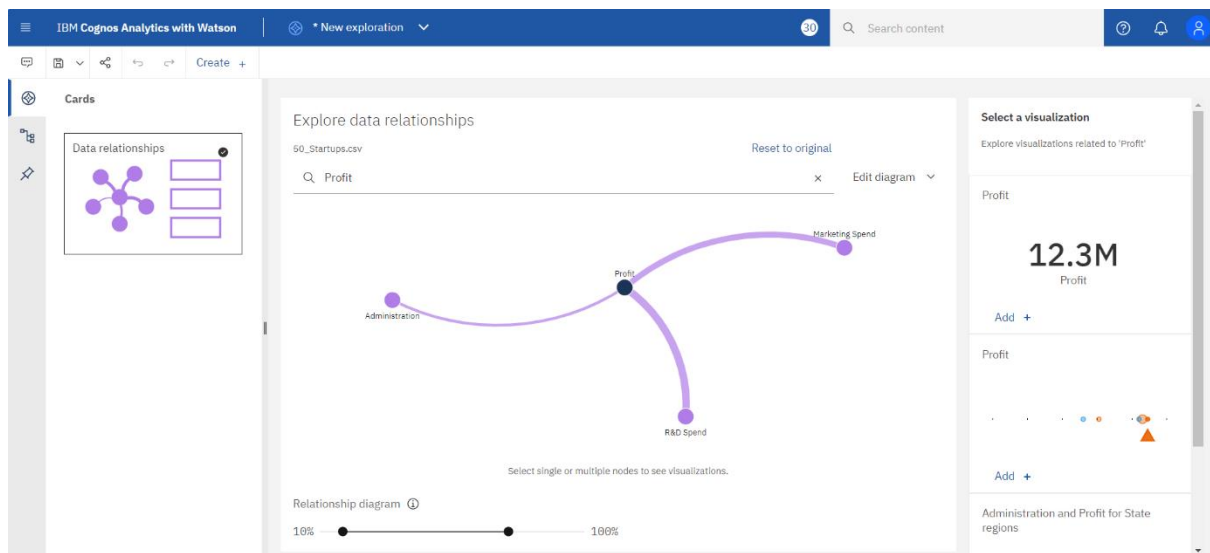 IBM Cognos Analytics with Watson
* New exploration
30
Search content
Create +
Cards
Data relationships
Explore data relationships
50_Startups.csv
Reset to original
Profit
×
Edit diagram
Marketing Spend
Profit
Administration
R&D Spend
Select single or multiple nodes to see visualizations.
Relationship diagram
10%
100%
Select a visualization
Explore visualizations related to 'Profit'
Profit
12.3M
Profit
Add +
Profit
Add +
Administration and Profit for State
regions